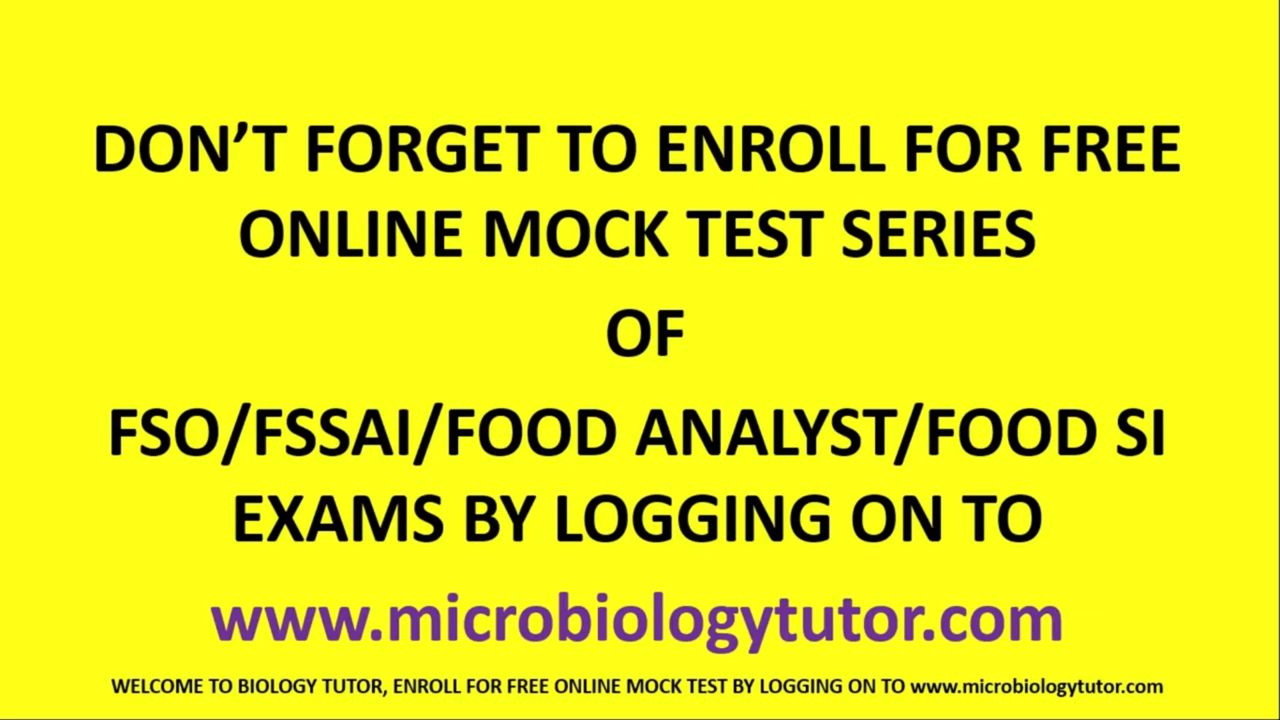 DON’T FORGET TO ENROLL FOR FREE
ONLINE MOCK TEST SERIES
OF
FSO/FSSAI/FOOD ANALYST/FOOD SI
EXAMS BY LOGGING ON TO
www.microbiologytutor.com
WELCOME TO BIOLOGY TUTOR, ENROLL FOR FREE ONLINE MOCK TEST BY LOGGING ON TO www.microbiologytutor.com